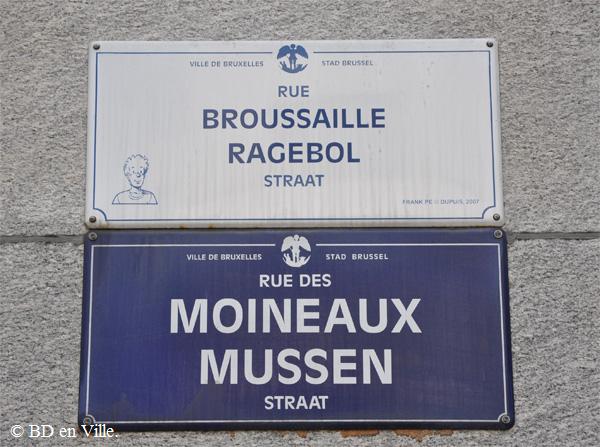 VILLE DE BRUXELLES STAD BRUSSEL
RUE
BROUSSAILLE
RAGEBOL
STRAAT
FRANK PE © DUPUIS, 2007
VILLE DE BRUXELLES STAD BRUSSEL
RUE DES
MOINEAUX
MUSSEN
STRAAT
© BD en Ville.